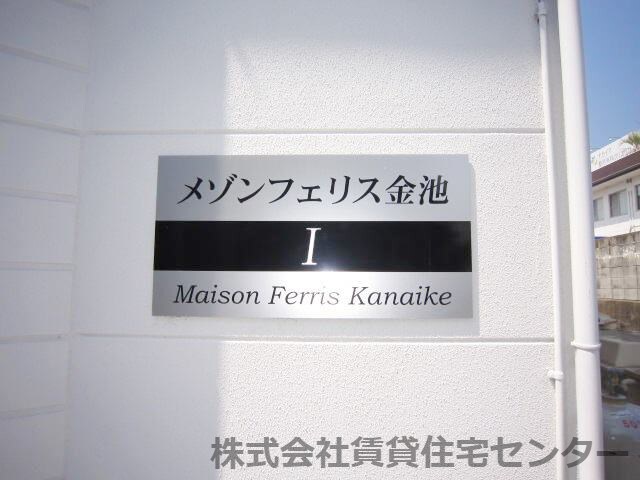 メゾンフェリス金池
I
Maison Ferris Kanaike
株式会社賃貸住宅センター